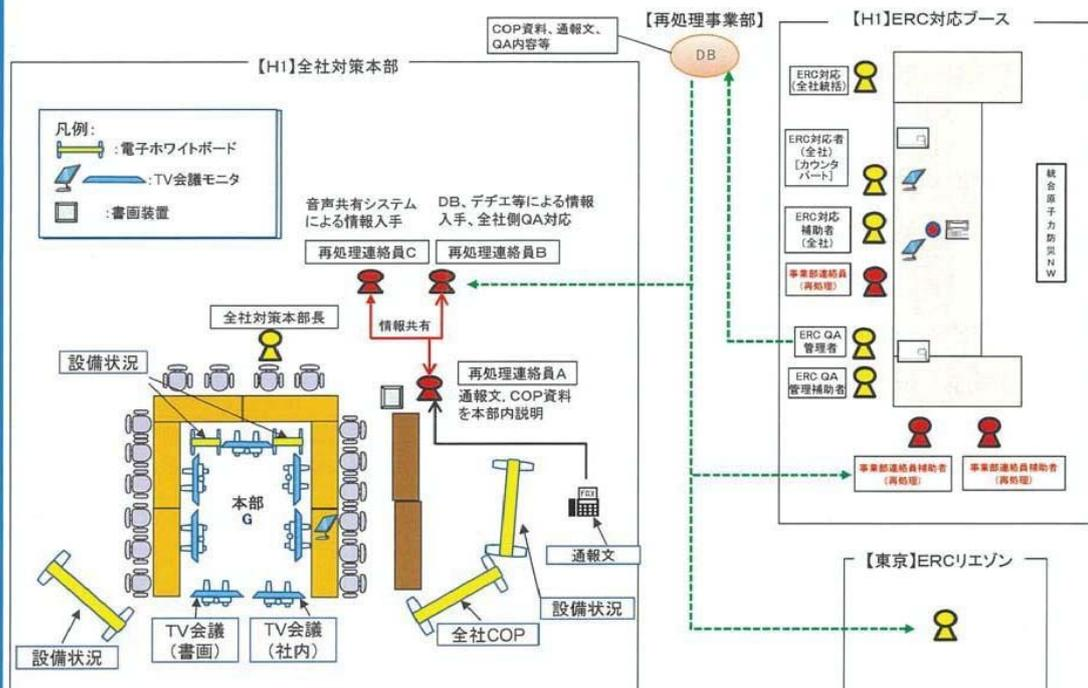 【再処理事業部】
COP資料、通報文、
QA内容等
DB
【H1】ERC対応ブース
【H1】全社対策本部
凡例:
:電子ホワイトボード
:TV会議モニタ
:書画装置
音声共有システム
による情報入手
DB、デヂエ等による情報
入手、全社側QA対応
再処理連絡員C
再処理連絡員B
情報共有
全社対策本部長
設備状況
再処理連絡員A
通報文、COP資料
を本部内説明
本部
G
FAX
通報文
設備状況
全社COP
TV会議
(書画)
TV会議
(社内)
設備状況
ERC対応
(全社統括)
ERC対応者
(全社)
[カウンタ
パート]
ERC対応
補助者
(全社)
事業部連絡員
(再処理)
ERC QA
管理者
ERC QA
管理補助者
統合原子力防災NW
事業部連絡員補助者
(再処理)
事業部連絡員補助者
(再処理)
【東京】ERCリエゾン